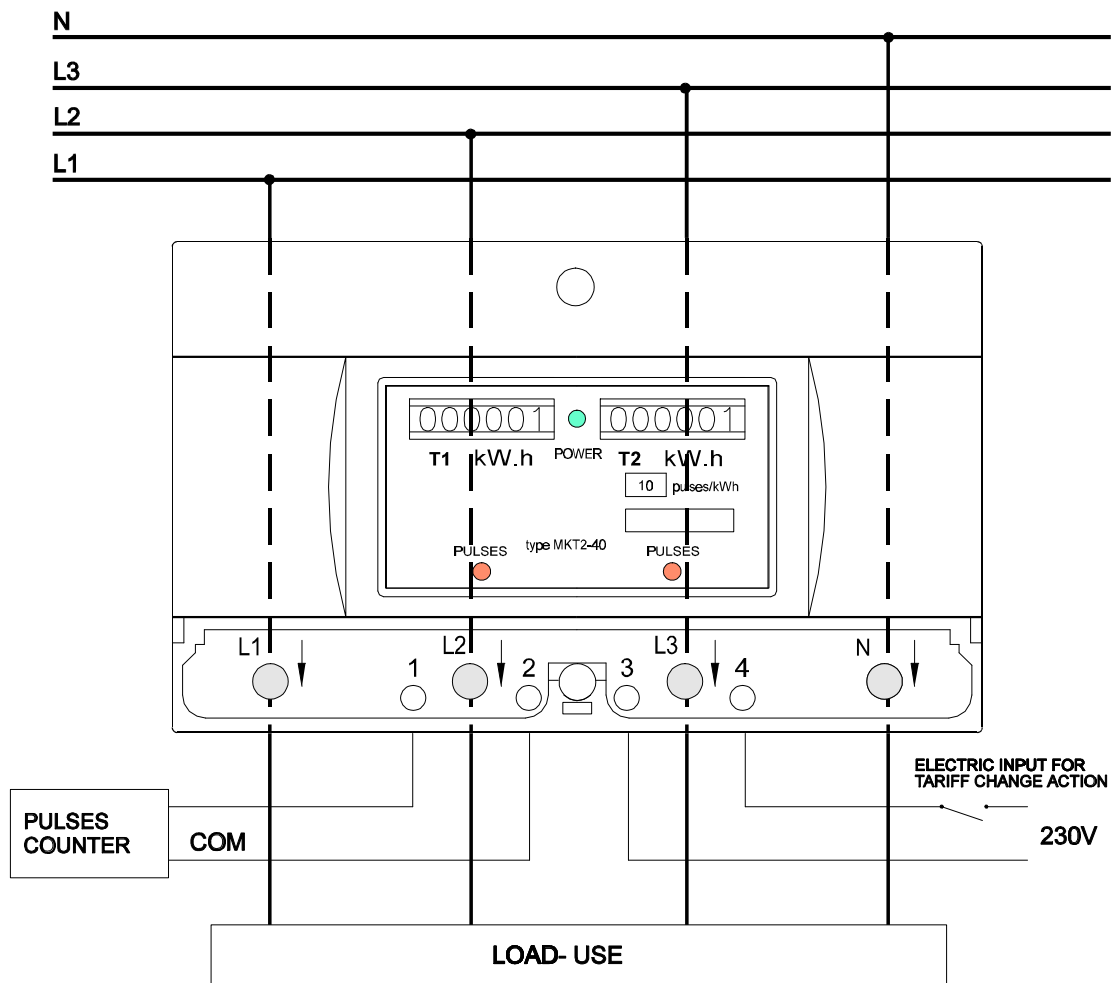 N
L3
L2
L1
000001 000001
T1 kW.h POWER T2 kW.h
10 pulses/kWh
type MKT2-40
PULSES PULSES
L1 L2 L3 N
1 2 3 4
ELECTRIC INPUT FOR
TARIFF CHANGE ACTION
PULSES
COUNTER
COM
230V
LOAD- USE